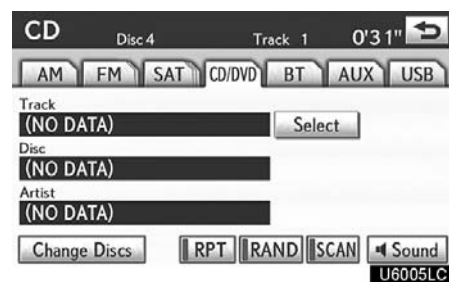 CD Disc 4 Track 1 0'31"
AM FM SAT CD/DVD BT AUX USB
Track
(NO DATA) Select
Disc
(NO DATA)
Artist
(NO DATA)
Change Discs RPT RAND SCAN Sound
U6005LC